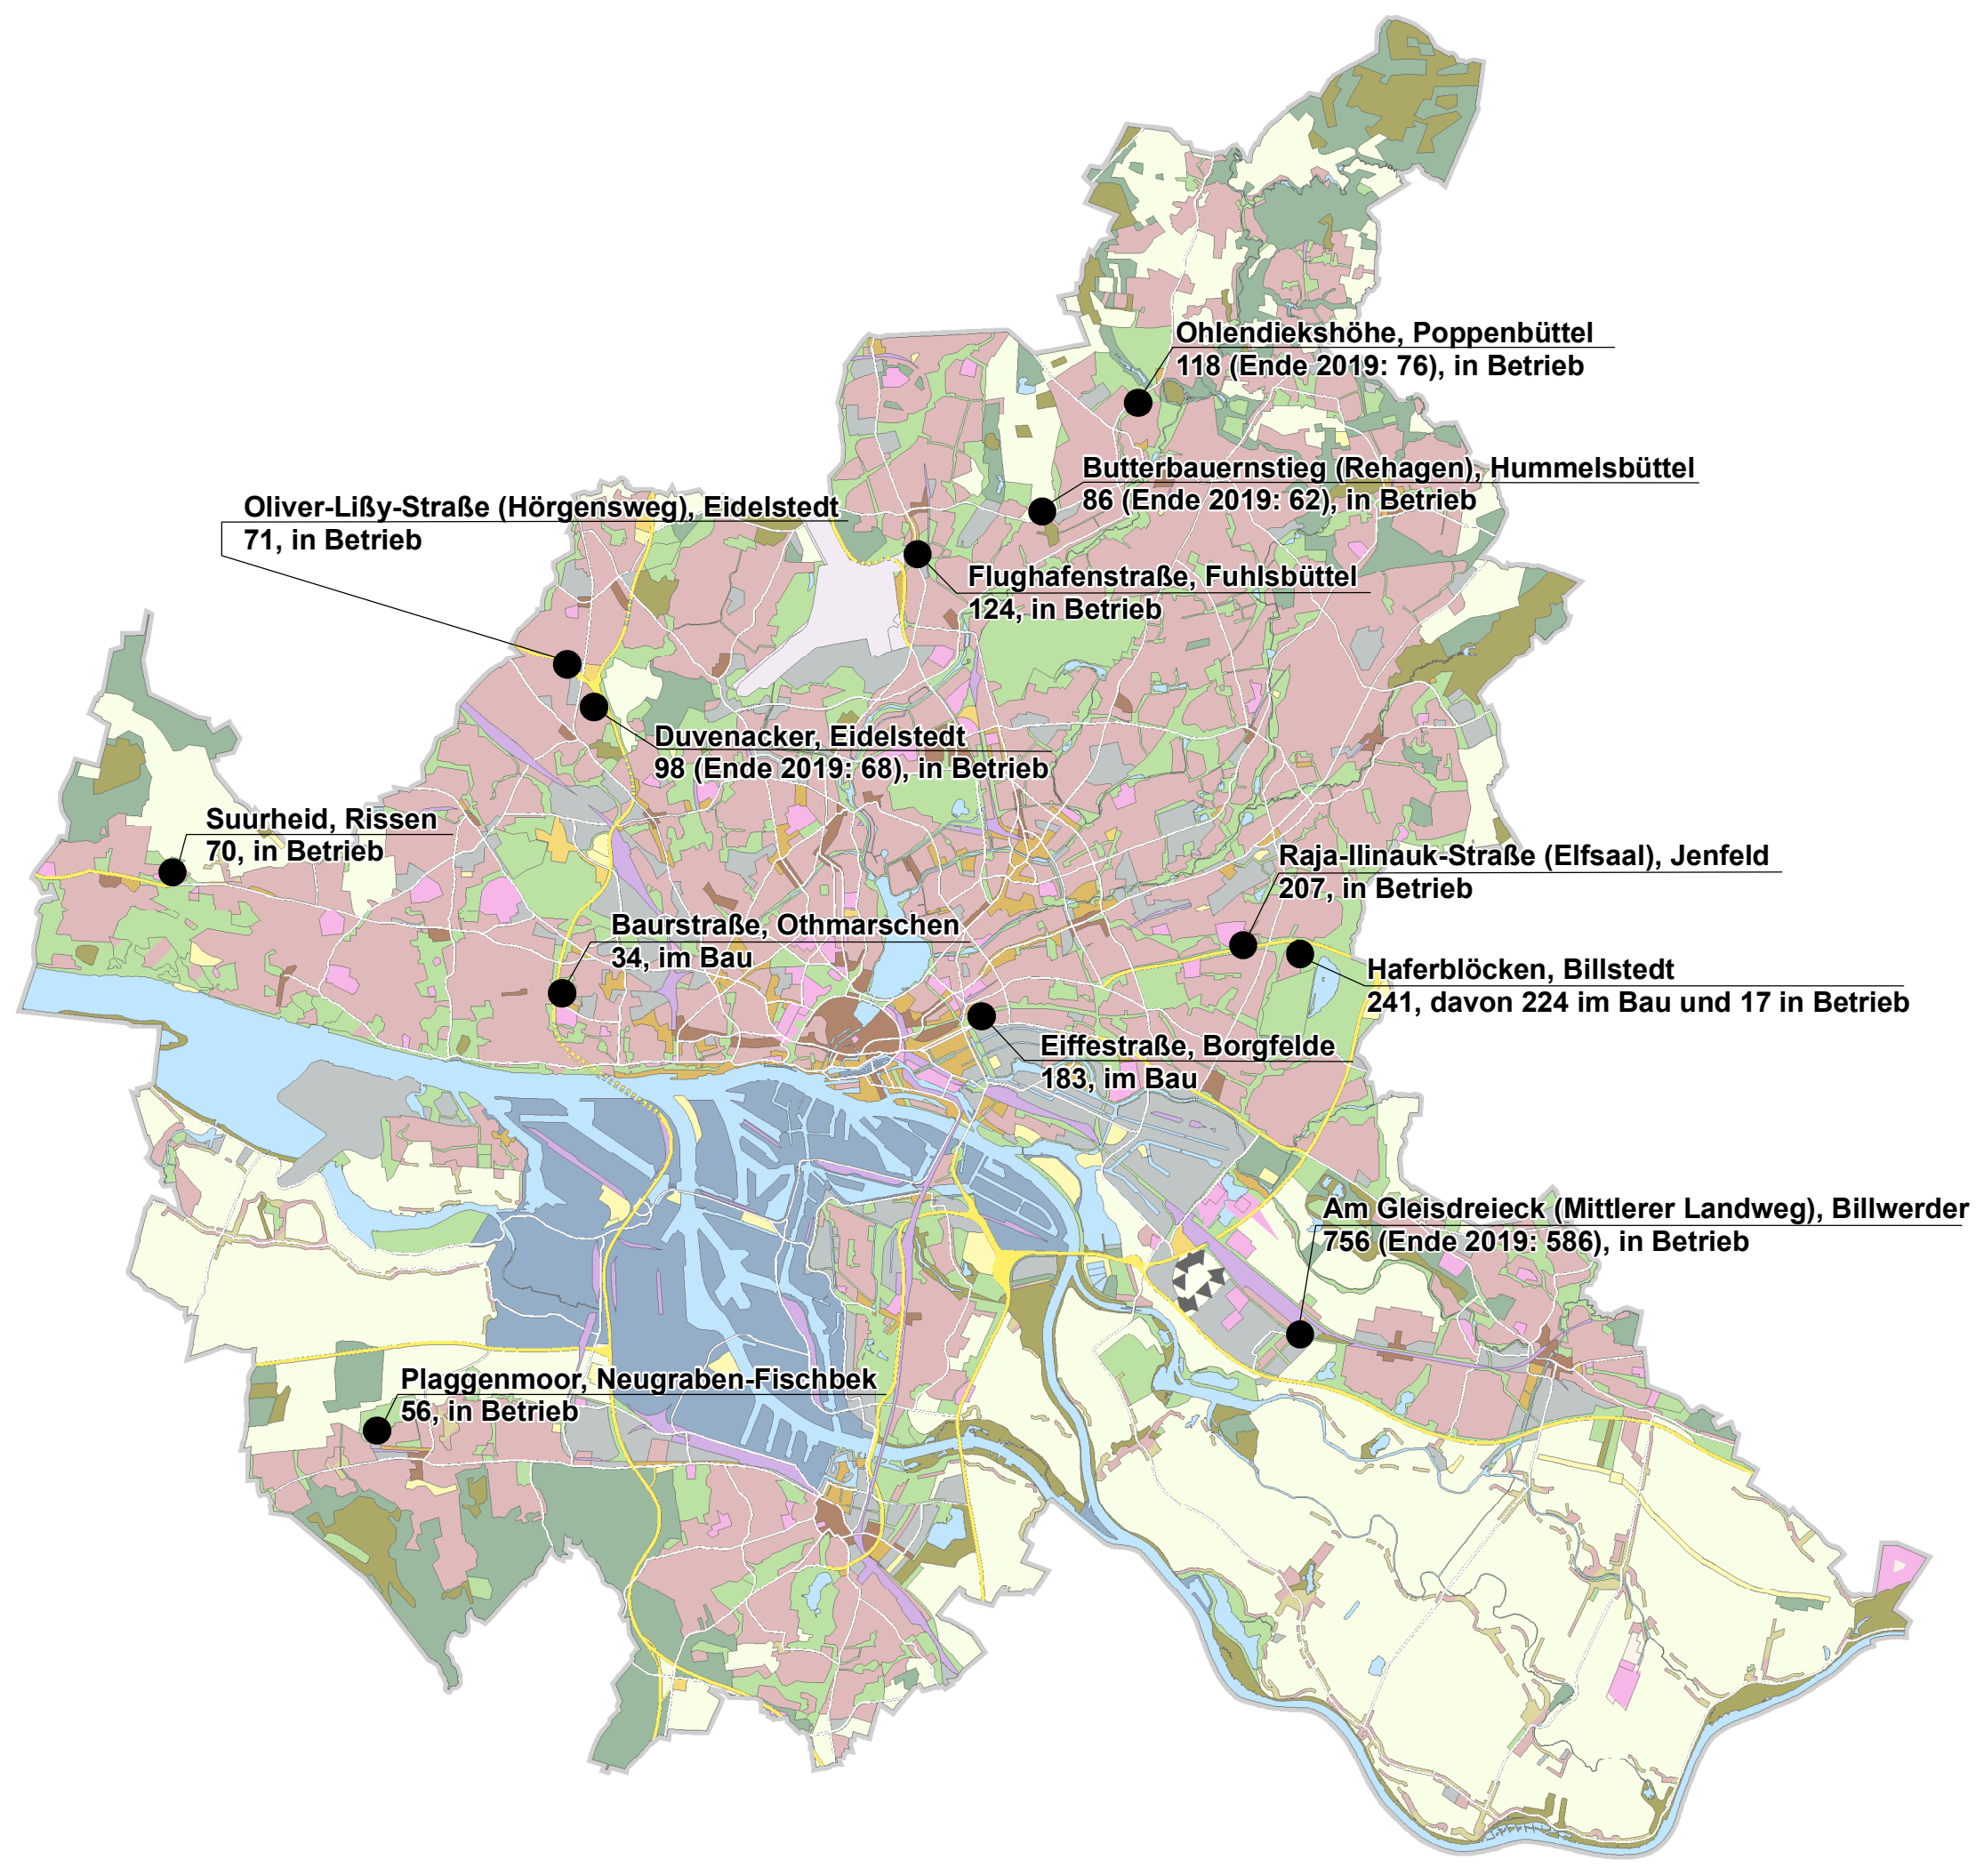 Ohlendiekshöhe, Poppenbüttel
118 (Ende 2019: 76), in Betrieb
Butterbauernstieg (Rehagen), Hummelsbüttel
86 (Ende 2019: 62), in Betrieb
Oliver-Lißy-Straße (Hörgensweg), Eidelstedt
71, in Betrieb
Flughafenstraße, Fuhlsbüttel
124, in Betrieb
Duvenacker, Eidelstedt
98 (Ende 2019: 68), in Betrieb
Suurheid, Rissen
70, in Betrieb
Raja-Ilinauk-Straße (Elfsaal), Jenfeld
207, in Betrieb
Baurstraße, Othmarschen
34, im Bau
Haferblöcken, Billstedt
241, davon 224 im Bau und 17 in Betrieb
Eiffestraße, Borgfelde
183, im Bau
Am Gleisdreieck (Mittlerer Landweg), Billwerder
756 (Ende 2019: 586), in Betrieb
Plaggenmoor, Neugraben-Fischbek
56, in Betrieb